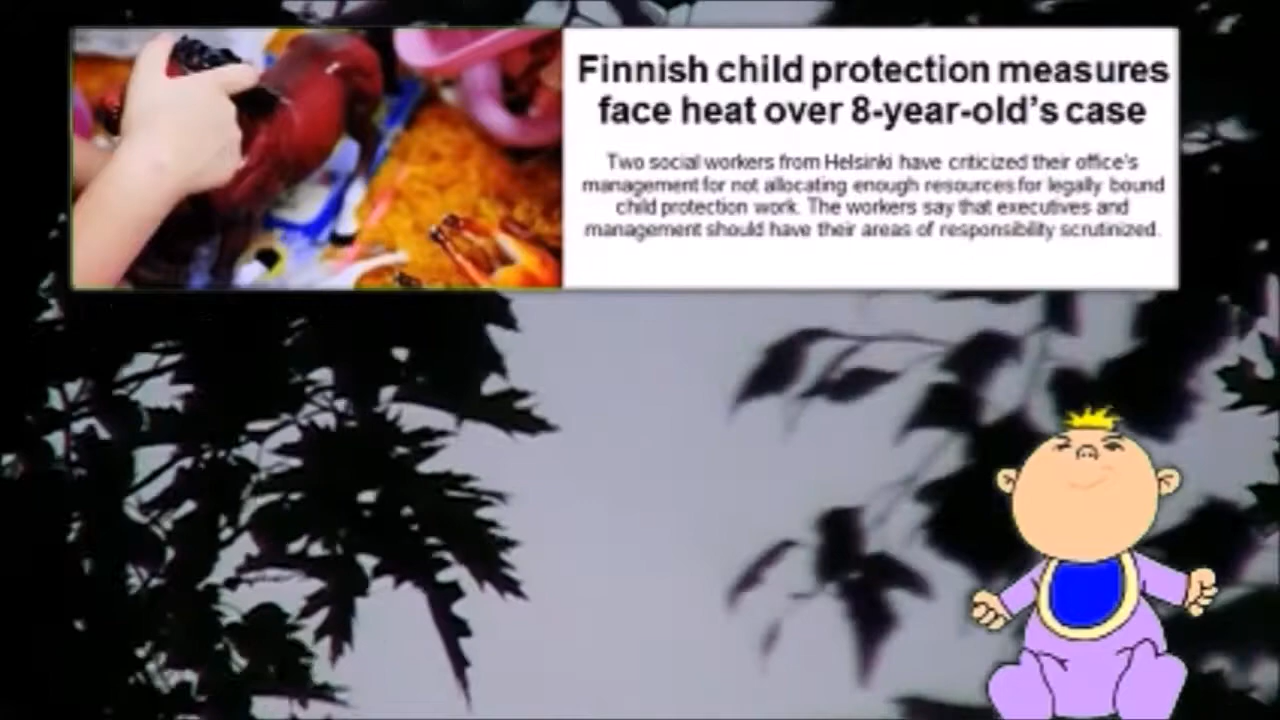 Finnish child protection measures
face heat over 8-year-old's case
Two social workers from Helsinki have criticized their office's
management for not allocating enough resources for legally bound
child protection work. The workers say that executives and
management should have their areas of responsibility scrutinized.